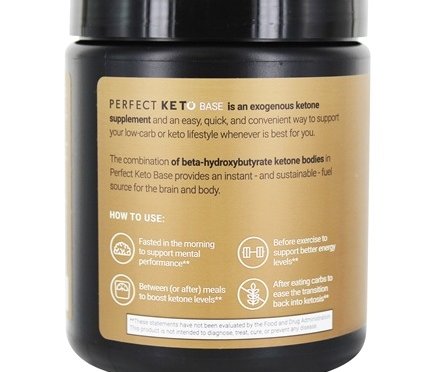 PERFECT KETO BASE is an exogenous ketone
supplement and an easy, quick, and convenient way to support
your low-carb or keto lifestyle whenever is best for you.
The combination of beta-hydroxybutyrate ketone bodies in
Perfect Keto Base provides an instant - and sustainable - fuel
source for the brain and body.
HOW TO USE:
Fasted in the morning
to support mental
performance**
Before exercise to
support better energy
levels**
Between (or after) meals
to boost ketone levels**
After eating carbs to
ease the transition
back into ketosis**
**These statements have not been evaluated by the Food and Drug Administration.
This product is not intended to diagnose, treat, cure, or prevent any disease.